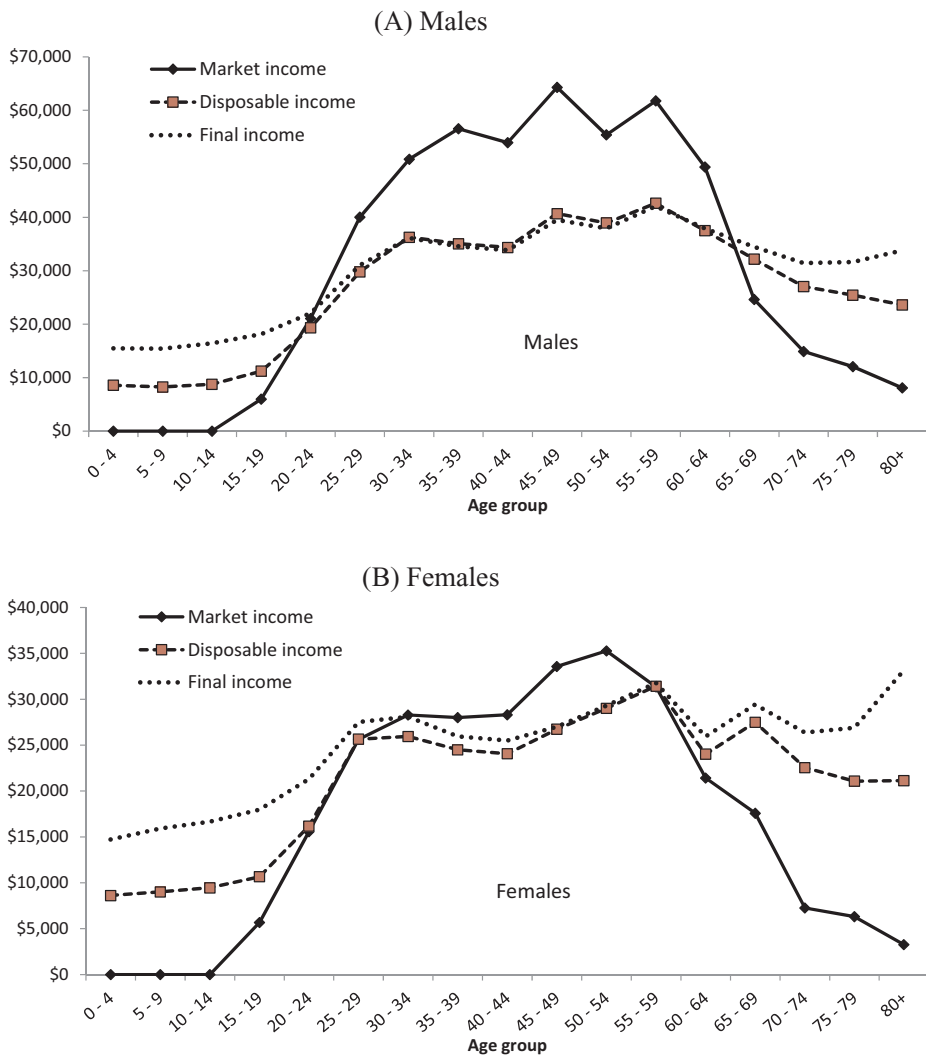 (A) Males
$70,000
$60,000
$50,000
$40,000
$30,000
$20,000
$10,000
$0
Market income
Disposable income
Final income
Males
0 - 4
5 - 9
10 - 14
15 - 19
20 - 24
25 - 29
30 - 34
35 - 39
40 - 44
45 - 49
50 - 54
55 - 59
60 - 64
65 - 69
70 - 74
75 - 79
80+
Age group
(B) Females
$40,000
$35,000
$30,000
$25,000
$20,000
$15,000
$10,000
$5,000
$0
Market income
Disposable income
Final income
Females
0 - 4
5 - 9
10 - 14
15 - 19
20 - 24
25 - 29
30 - 34
35 - 39
40 - 44
45 - 49
50 - 54
55 - 59
60 - 64
65 - 69
70 - 74
75 - 79
80+
Age group